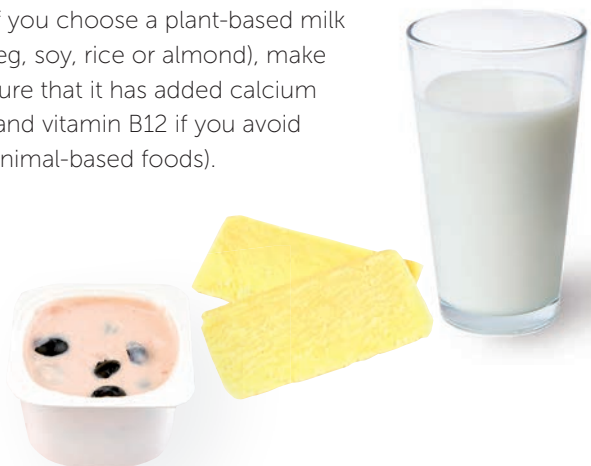 f you choose a plant-based milk
eg, soy, rice or almond), make
ure that it has added calcium
and vitamin B12 if you avoid
nimal-based foods).